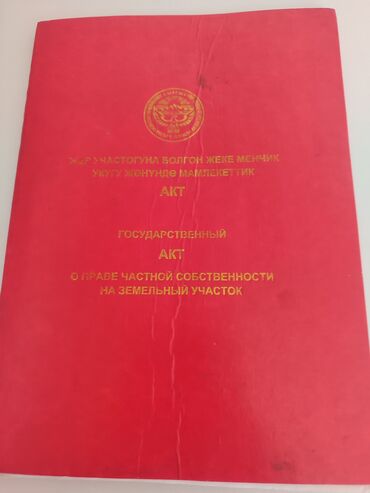 ЖЕР УЧАСТОГУНА БОЛГОН ЖЕКЕ МЕНЧИК
УКУГУ ЖӨНҮНДӨ МАМЛЕКЕТТИК
АКТ
ГОСУДАРСТВЕННЫЙ
АКТ
О ПРАВЕ ЧАСТНОЙ СОБСТВЕННОСТИ
НА ЗЕМЕЛЬНЫЙ УЧАСТОК